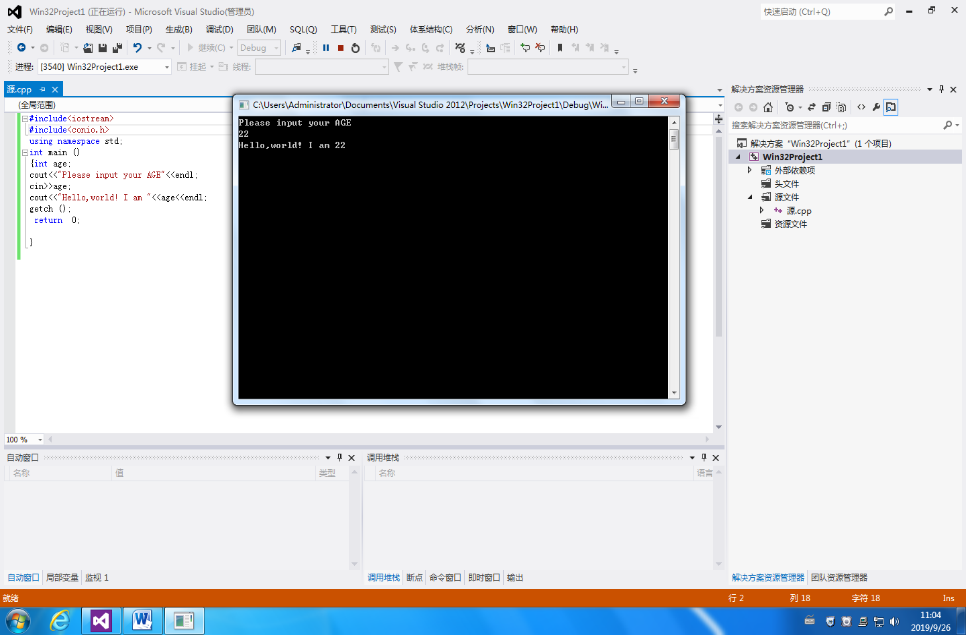 Win32Project1 (正在运行) - Microsoft Visual Studio(管理员)
快速启动 (Ctrl+Q)
文件(F) 编辑(E) 视图(V) 项目(P) 生成(B) 调试(D) 团队(M) SQL(Q) 工具(T) 测试(S) 体系结构(C) 分析(N) 窗口(W) 帮助(H)
继续(C) Debug
进程: [3540] Win32Project1.exe 挂起 线程: 堆栈帧:
源.cpp
(全局范围)
#include<iostream>
#include<conio.h>
using namespace std;
int main ()
{int age;
cout<<"Please input your AGE"<<endl;
cin>>age;
cout<<"Hello,world! I am "<<age<<endl;
getch ();
return 0;
}
C:\Users\Administrator\Documents\Visual Studio 2012\Projects\Win32Project1\Debug\Wi...
Please input your AGE
22
Hello,world! I am 22
解决方案资源管理器
搜索解决方案资源管理器(Ctrl+;)
解决方案 "Win32Project1" (1 个项目)
Win32Project1
外部依赖项
头文件
源文件
源.cpp
资源文件
100 %
自动窗口
名称 值 类型
调用堆栈
名称 语言
自动窗口 局部变量 监视 1
调用堆栈 断点 命令窗口 即时窗口 输出
解决方案资源管理器 团队资源管理器
就绪 行 2 列 18 字符 18 Ins
11:04
2019/9/26